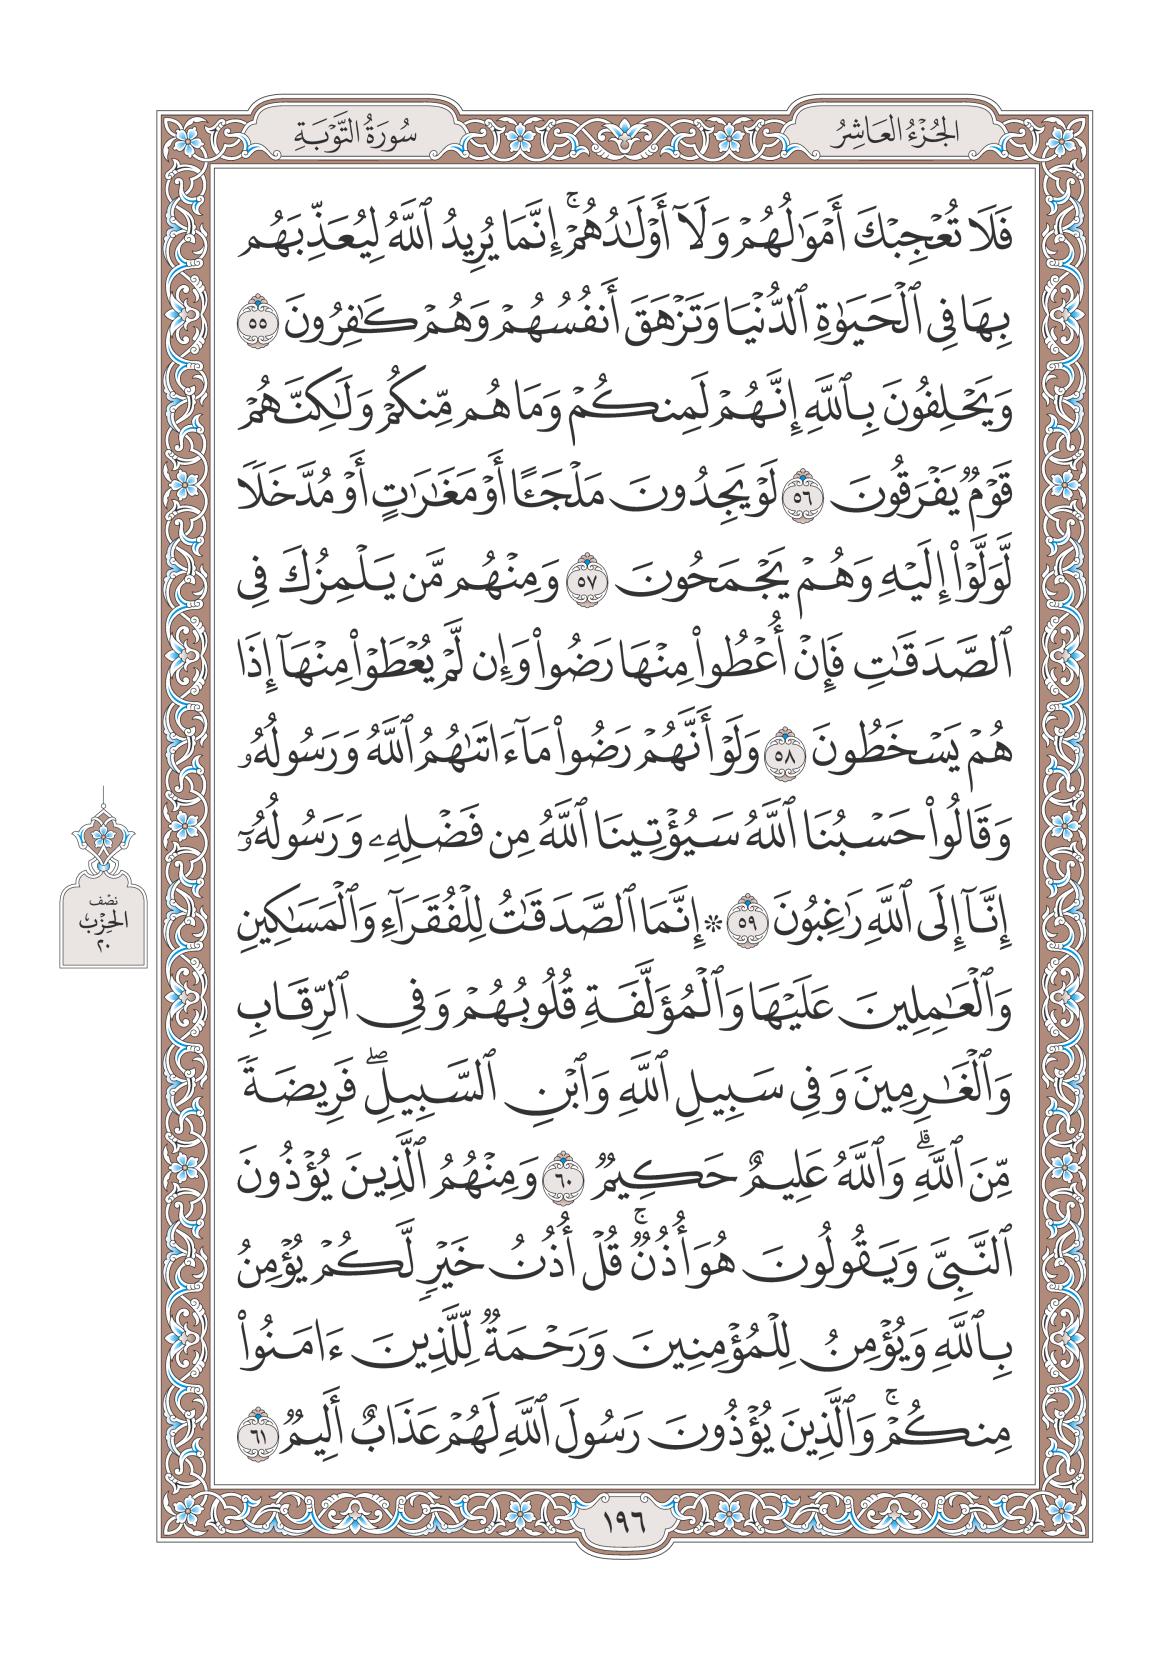 الجُزْءُ العَاشِرُ
سُورَةُ التَّوْبَةِ
فَلَا تُعْجِبْكَ أَمْوَٰلُهُمْ وَلَآ أَوْلَٰدُهُمْۚ إِنَّمَا يُرِيدُ ٱللَّهُ لِيُعَذِّبَهُم
بِهَا فِى ٱلْحَيَوٰةِ ٱلدُّنْيَا وَتَزْهَقَ أَنفُسُهُمْ وَهُمْ كَٰفِرُونَ ٥٥
وَيَحْلِفُونَ بِٱللَّهِ إِنَّهُمْ لَمِنكُمْ وَمَا هُم مِّنكُمْ وَلَٰكِنَّهُمْ
قَوْمٌ يَفْرَقُونَ ٥٦ لَوْ يَجِدُونَ مَلْجَـًٔا أَوْ مَغَٰرَٰتٍ أَوْ مُدَّخَلًا
لَّوَلَّوْا۟ إِلَيْهِ وَهُمْ يَجْمَحُونَ ٥٧ وَمِنْهُم مَّن يَلْمِزُكَ فِى
ٱلصَّدَقَٰتِ فَإِنْ أُعْطُوا۟ مِنْهَا رَضُوا۟ وَإِن لَّمْ يُعْطَوْا۟ مِنْهَآ إِذَا
هُمْ يَسْخَطُونَ ٥٨ وَلَوْ أَنَّهُمْ رَضُوا۟ مَآ ءَاتَىٰهُمُ ٱللَّهُ وَرَسُولُهُۥ
وَقَالُوا۟ حَسْبُنَا ٱللَّهُ سَيُؤْتِينَا ٱللَّهُ مِن فَضْلِهِۦ وَرَسُولُهُۥٓ
إِنَّآ إِلَى ٱللَّهِ رَٰغِبُونَ ٥٩ * إِنَّمَا ٱلصَّدَقَٰتُ لِلْفُقَرَآءِ وَٱلْمَسَٰكِينِ
وَٱلْعَٰمِلِينَ عَلَيْهَا وَٱلْمُؤَلَّفَةِ قُلُوبُهُمْ وَفِى ٱلرِّقَابِ
وَٱلْغَٰرِمِينَ وَفِى سَبِيلِ ٱللَّهِ وَٱبْنِ ٱلسَّبِيلِۖ فَرِيضَةً
مِّنَ ٱللَّهِۗ وَٱللَّهُ عَلِيمٌ حَكِيمٌ ٦٠ وَمِنْهُمُ ٱلَّذِينَ يُؤْذُونَ
ٱلنَّبِىَّ وَيَقُولُونَ هُوَ أُذُنٌۚ قُلْ أُذُنُ خَيْرٍ لَّكُمْ يُؤْمِنُ
بِٱللَّهِ وَيُؤْمِنُ لِلْمُؤْمِنِينَ وَرَحْمَةٌ لِّلَّذِينَ ءَامَنُوا۟
مِنكُمْۚ وَٱلَّذِينَ يُؤْذُونَ رَسُولَ ٱللَّهِ لَهُمْ عَذَابٌ أَلِيمٌ ٦١
نصْف
الحِزْب
٢٠
١٩٦